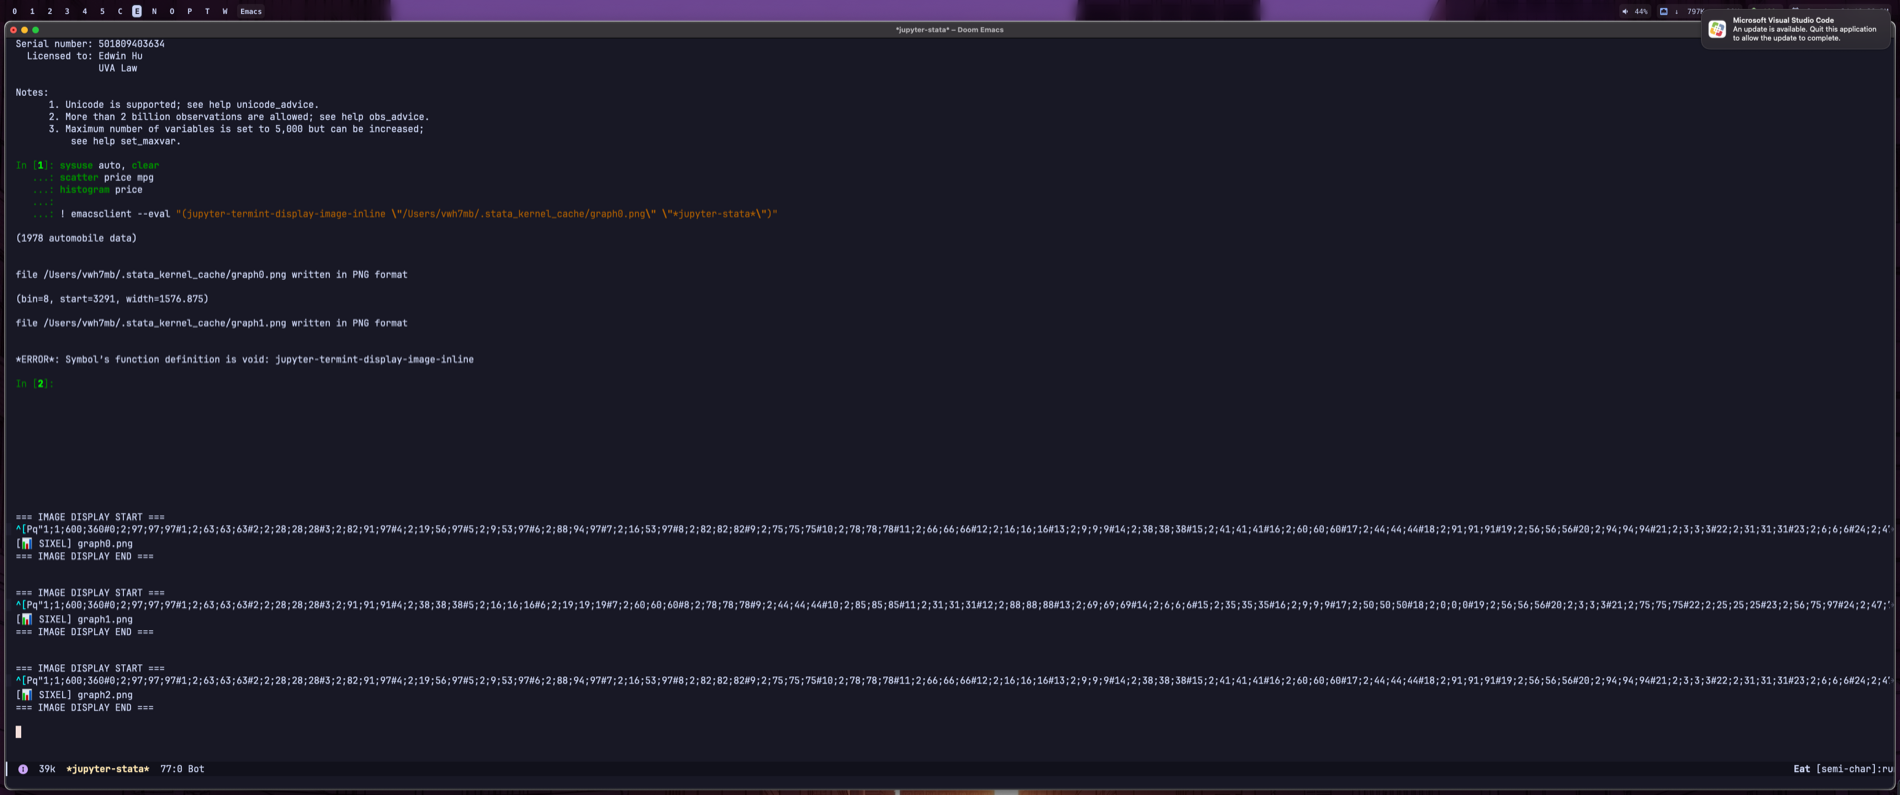 0 1 2 3 4 5 C E N O P T W Emacs
44% ↓ 797K
*jupyter-stata* – Doom Emacs
Microsoft Visual Studio Code
An update is available. Quit this application
to allow the update to complete.
Serial number: 501809403634
Licensed to: Edwin Hu
UVA Law
Notes:
1. Unicode is supported; see help unicode_advice.
2. More than 2 billion observations are allowed; see help obs_advice.
3. Maximum number of variables is set to 5,000 but can be increased;
see help set_maxvar.
In [1]: sysuse auto, clear
...: scatter price mpg
...: histogram price
...:
...: ! emacsclient --eval "(jupyter-termint-display-image-inline \"/Users/vwh7mb/.stata_kernel_cache/graph0.png\" \"*jupyter-stata*\")"
(1978 automobile data)
file /Users/vwh7mb/.stata_kernel_cache/graph0.png written in PNG format
(bin=8, start=3291, width=1576.875)
file /Users/vwh7mb/.stata_kernel_cache/graph1.png written in PNG format
*ERROR*: Symbol's function definition is void: jupyter-termint-display-image-inline
In [2]:
=== IMAGE DISPLAY START ===
^[Pq"1;1;600;360#0;2;97;97;97#1;2;63;63;63#2;2;28;28;28#3;2;82;91;97#4;2;19;56;97#5;2;9;53;97#6;2;88;94;97#7;2;16;53;97#8;2;82;82;82#9;2;75;75;75#10;2;78;78;78#11;2;66;66;66#12;2;16;16;16#13;2;9;9;9#14;2;38;38;38#15;2;41;41;41#16;2;60;60;60#17;2;44;44;44#18;2;91;91;91#19;2;56;56;56#20;2;94;94;94#21;2;3;3;3#22;2;31;31;31#23;2;6;6;6#24;2;4
[📊 SIXEL] graph0.png
=== IMAGE DISPLAY END ===
=== IMAGE DISPLAY START ===
^[Pq"1;1;600;360#0;2;97;97;97#1;2;63;63;63#2;2;28;28;28#3;2;91;91;91#4;2;38;38;38#5;2;16;16;16#6;2;19;19;19#7;2;60;60;60#8;2;78;78;78#9;2;44;44;44#10;2;85;85;85#11;2;31;31;31#12;2;88;88;88#13;2;69;69;69#14;2;6;6;6#15;2;35;35;35#16;2;9;9;9#17;2;50;50;50#18;2;0;0;0#19;2;56;56;56#20;2;3;3;3#21;2;75;75;75#22;2;25;25;25#23;2;56;75;97#24;2;47;
[📊 SIXEL] graph1.png
=== IMAGE DISPLAY END ===
=== IMAGE DISPLAY START ===
^[Pq"1;1;600;360#0;2;97;97;97#1;2;63;63;63#2;2;28;28;28#3;2;82;91;97#4;2;19;56;97#5;2;9;53;97#6;2;88;94;97#7;2;16;53;97#8;2;82;82;82#9;2;75;75;75#10;2;78;78;78#11;2;66;66;66#12;2;16;16;16#13;2;9;9;9#14;2;38;38;38#15;2;41;41;41#16;2;60;60;60#17;2;44;44;44#18;2;91;91;91#19;2;56;56;56#20;2;94;94;94#21;2;3;3;3#22;2;31;31;31#23;2;6;6;6#24;2;4
[📊 SIXEL] graph2.png
=== IMAGE DISPLAY END ===
39k *jupyter-stata* 77:0 Bot
Eat [semi-char]:ru